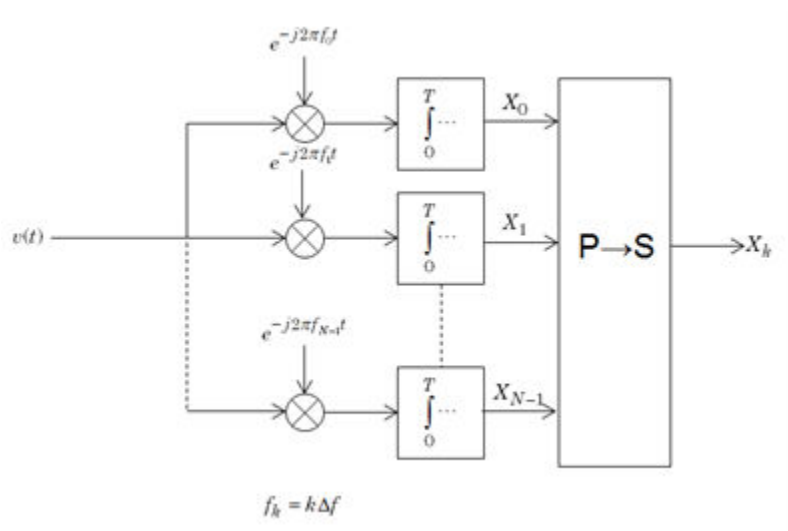 e^{-j2πf_0t}
T
∫...
0
X_0
e^{-j2πf_1t}
v(t)
T
∫...
0
X_1
P→S
X_k
e^{-j2πf_{N-1}t}
T
∫...
0
X_{N-1}
f_k = kΔf